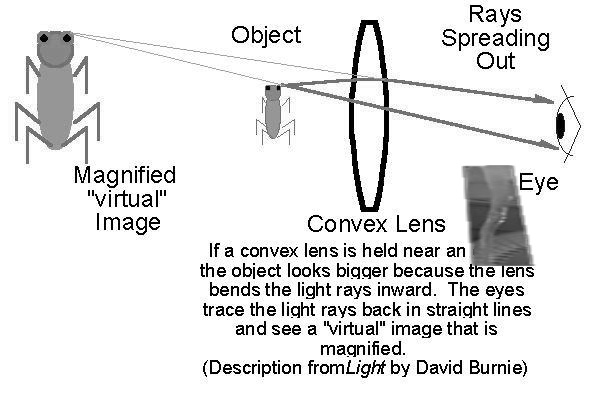 Object
Rays
Spreading
Out
Magnified
"virtual"
Image
Eye
Convex Lens
If a convex lens is held near an
the object looks bigger because the lens
bends the light rays inward. The eyes
trace the light rays back in straight lines
and see a "virtual" image that is
magnified.
(Description from Light by David Burnie)